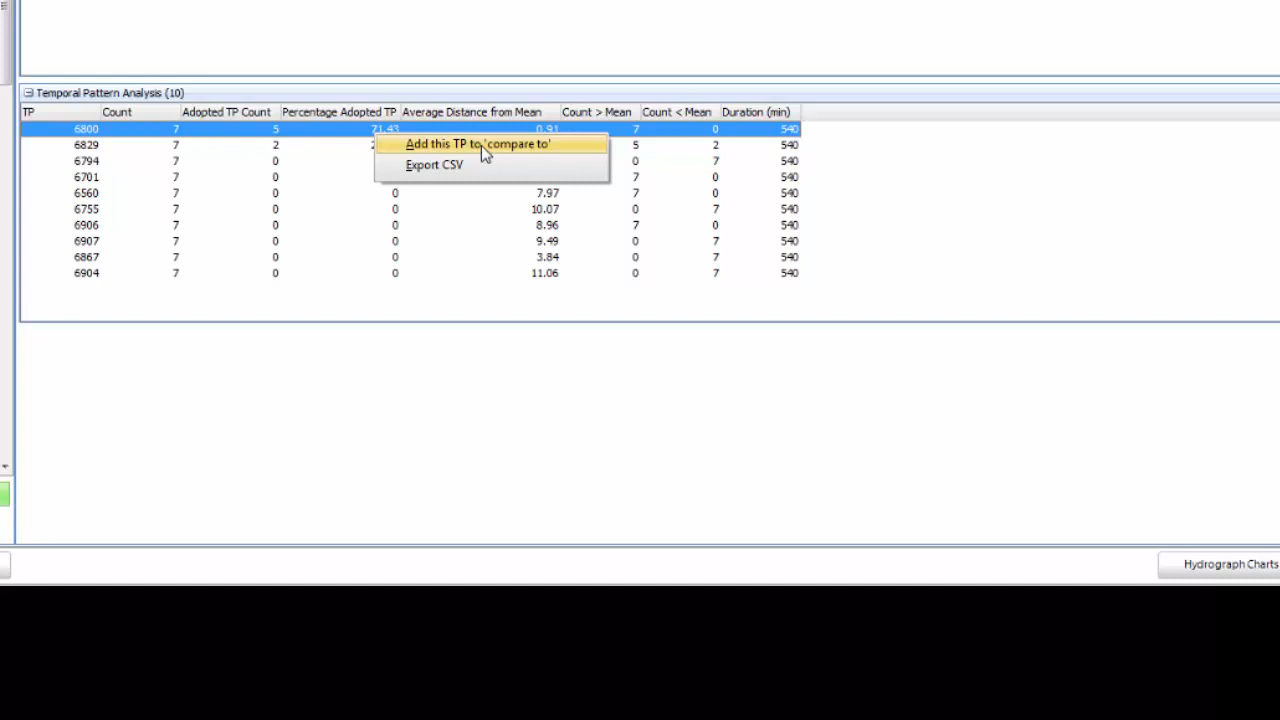 Temporal Pattern Analysis (10)
TP Count Adopted TP Count Percentage Adopted TP Average Distance from Mean Count > Mean Count < Mean Duration (min)
6800 7 5 71.43 0.91 7 0 540
Add this TP to 'compare to'
6829 7 2 5 2 540
Export CSV
6794 7 0 0 7 540
6701 7 0 7 0 540
6560 7 0 0 7.97 7 0 540
6755 7 0 0 10.07 0 7 540
6906 7 0 0 8.96 7 0 540
6907 7 0 0 9.49 0 7 540
6867 7 0 0 3.84 0 7 540
6904 7 0 0 11.06 0 7 540
Hydrograph Charts